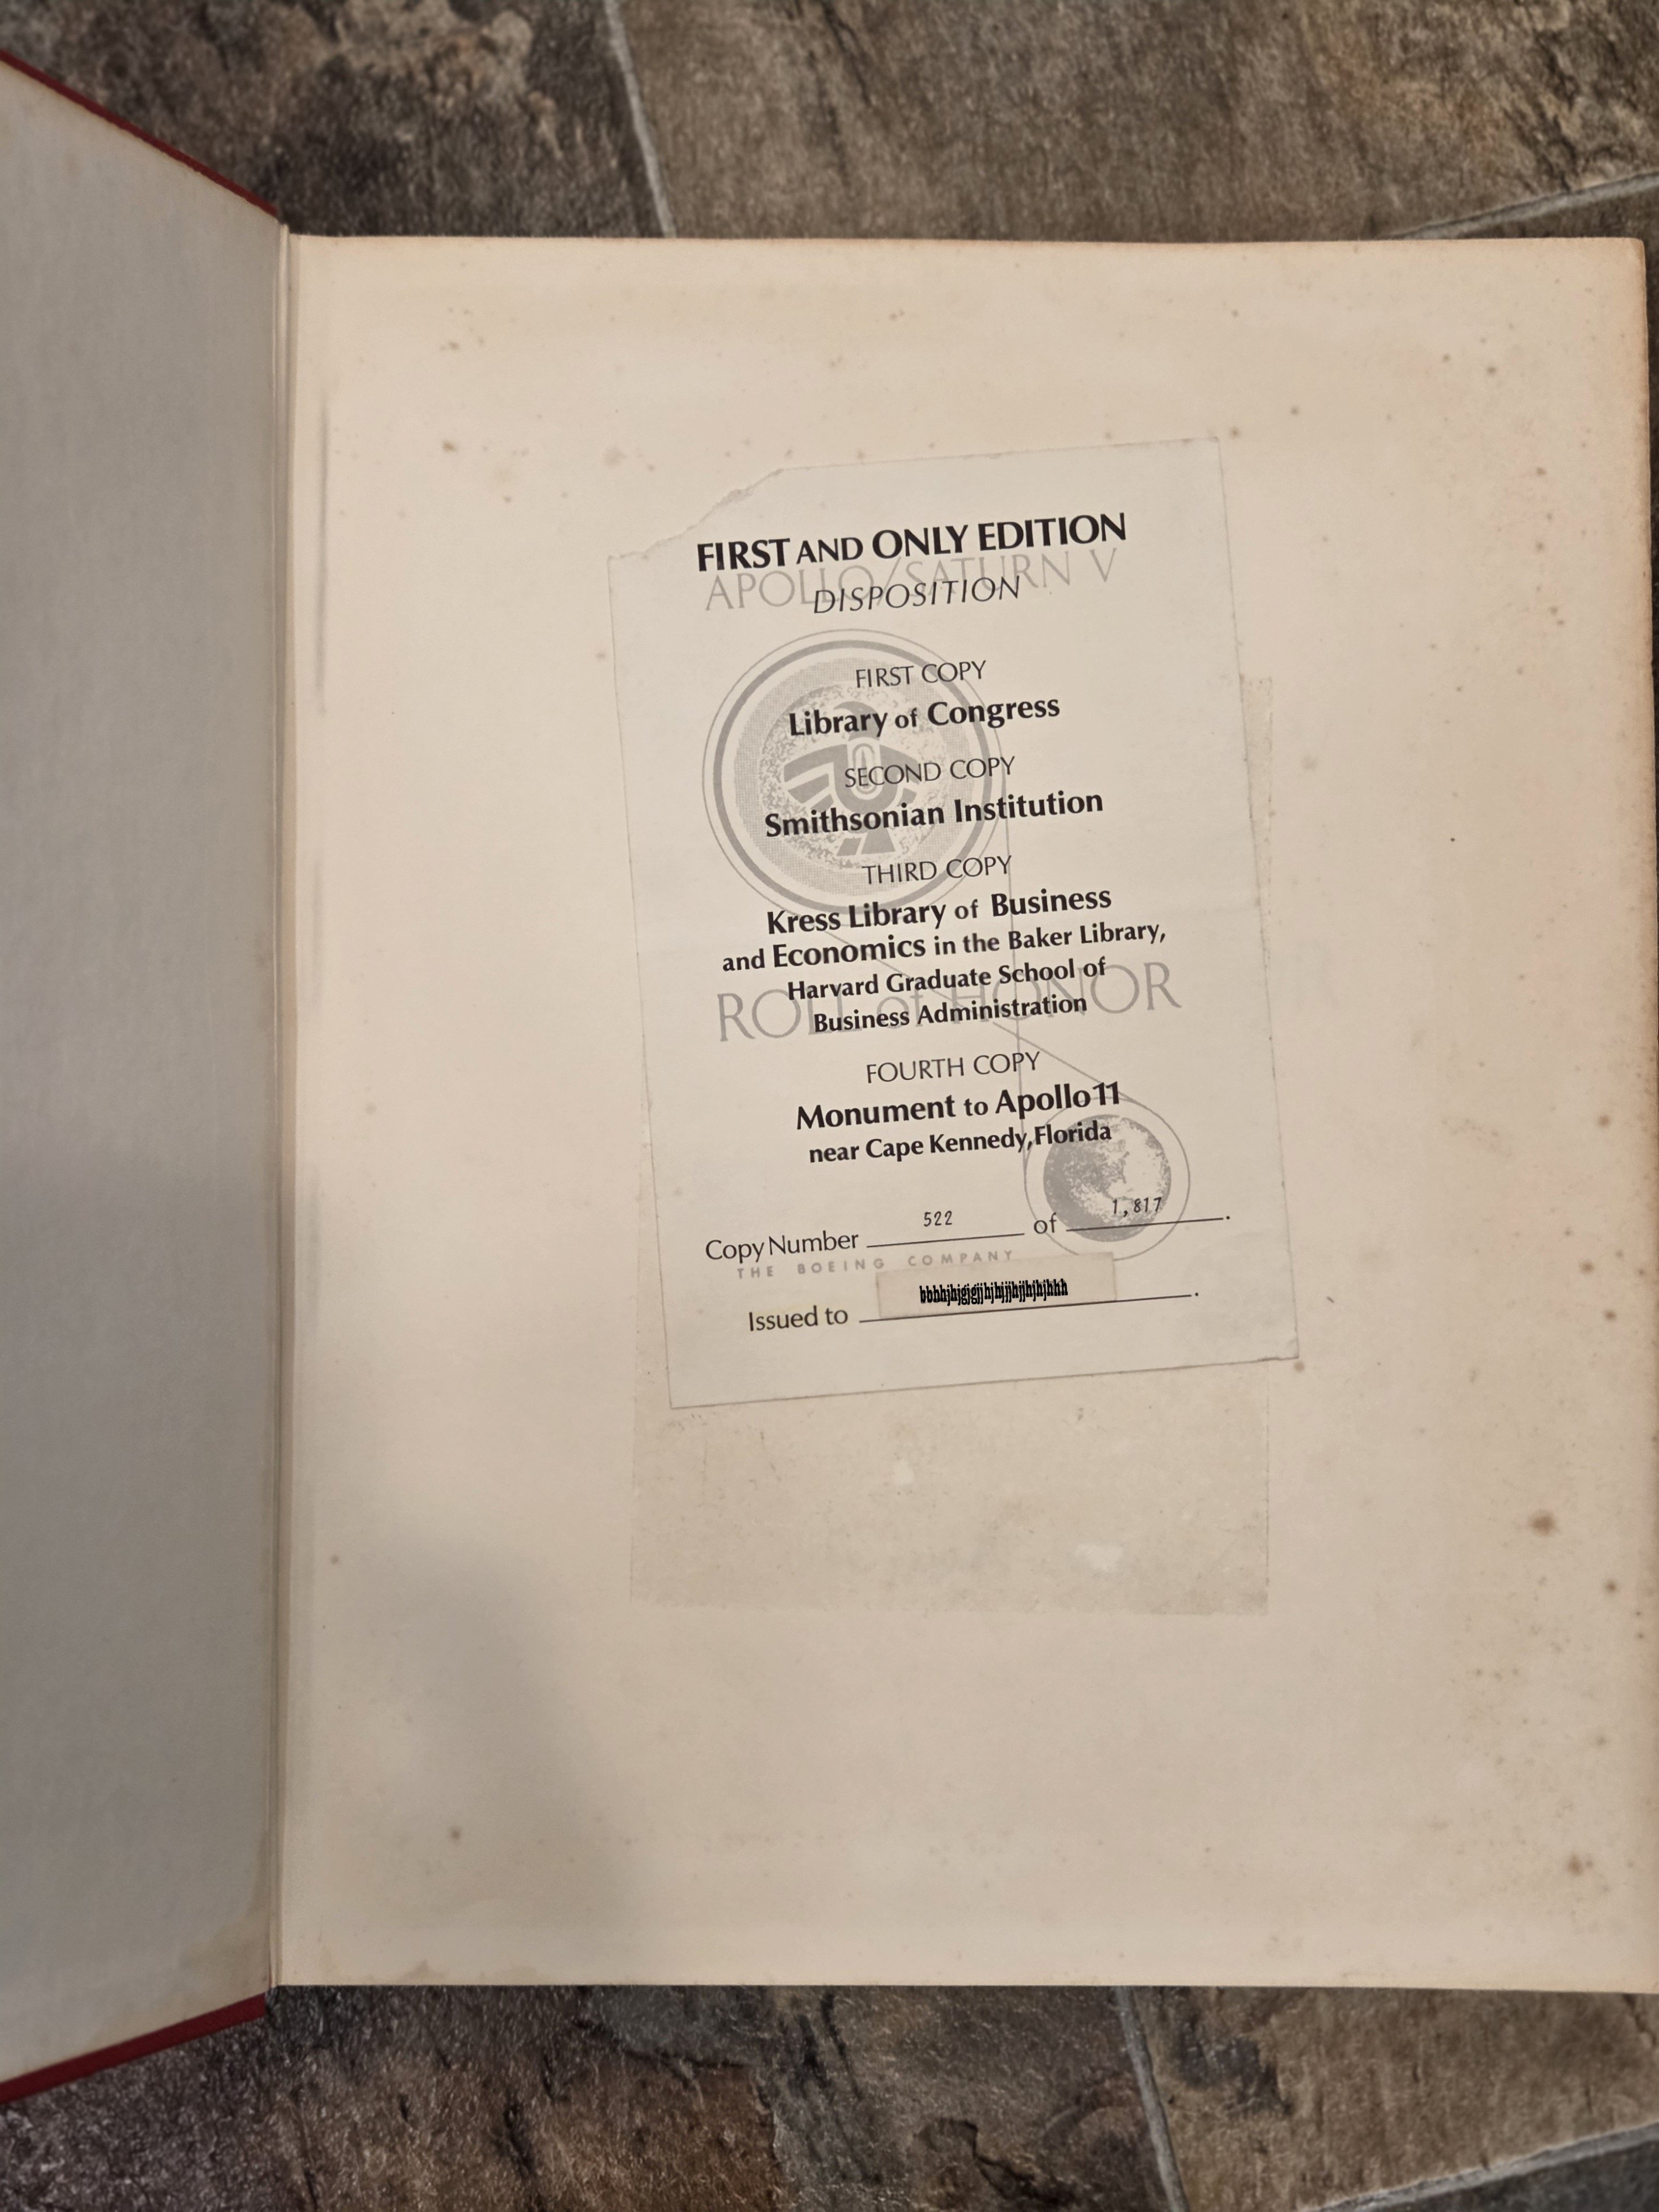 FIRST AND ONLY EDITION
APOLLO/SATURN V
DISPOSITION
FIRST COPY
Library of Congress
SECOND COPY
Smithsonian Institution
THIRD COPY
Kress Library of Business
and Economics in the Baker Library,
Harvard Graduate School of
ROLL of HONOR
Business Administration
FOURTH COPY
Monument to Apollo 11
near Cape Kennedy, Florida
Copy Number 522 of 1,817.
THE BOEING COMPANY
Issued to .